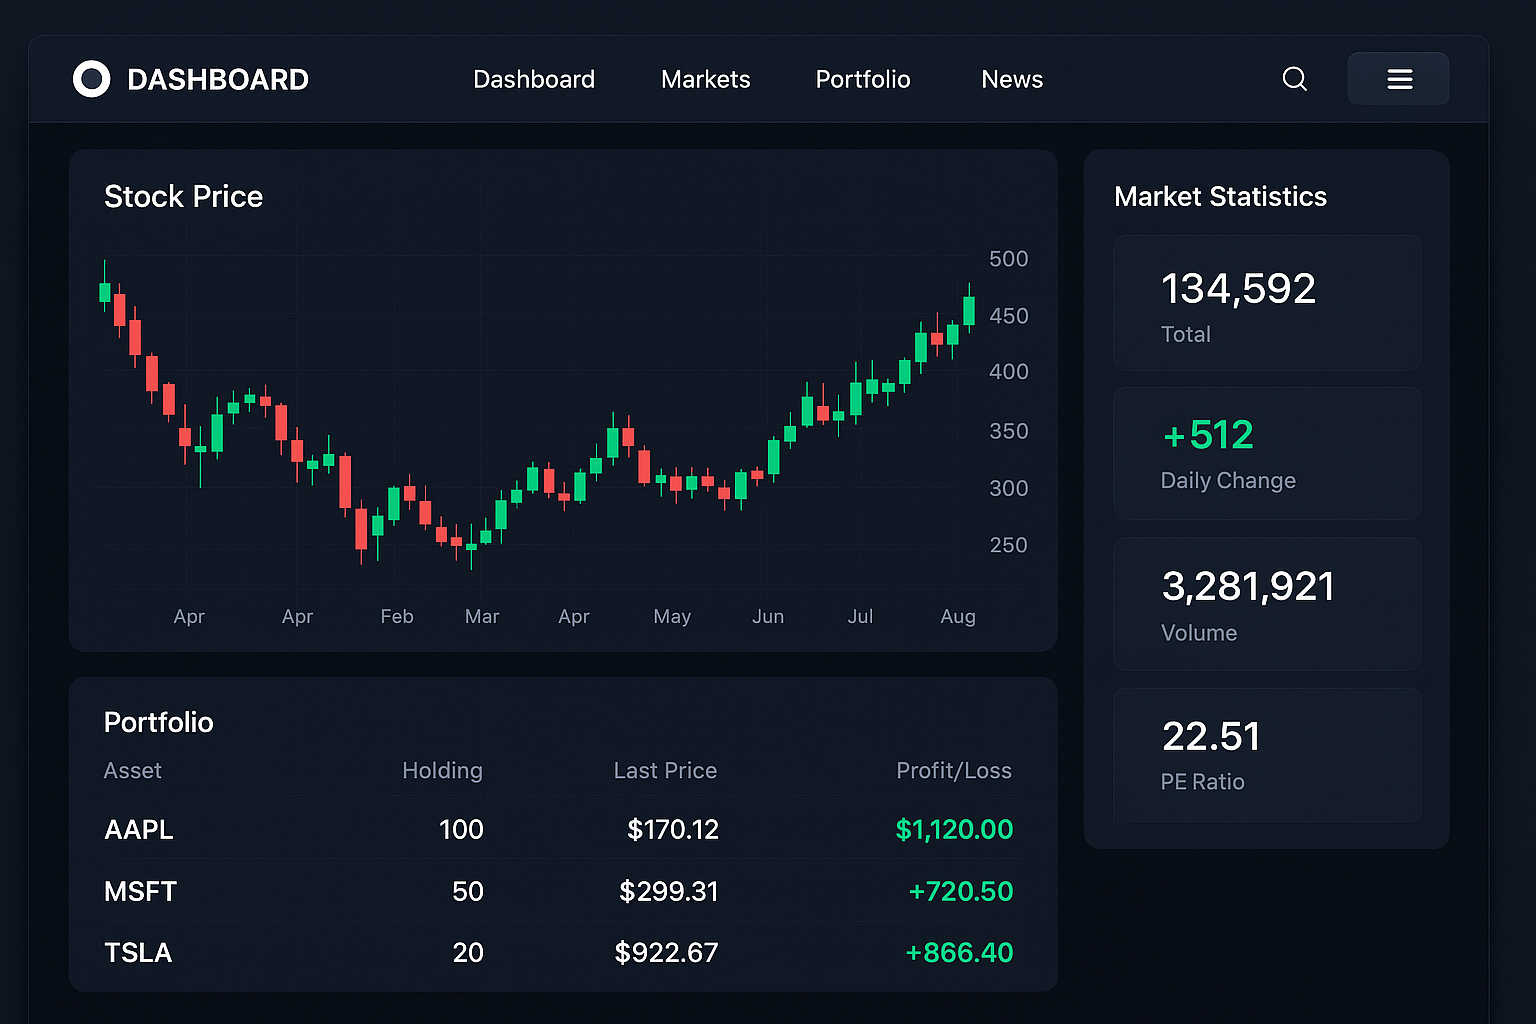 DASHBOARD
Dashboard Markets Portfolio News
Stock Price
500
450
400
350
300
250
Apr Apr Feb Mar Apr May Jun Jul Aug
Market Statistics
134,592
Total
+512
Daily Change
3,281,921
Volume
22.51
PE Ratio
Portfolio
Asset Holding Last Price Profit/Loss
AAPL 100 $170.12 $1,120.00
MSFT 50 $299.31 +720.50
TSLA 20 $922.67 +866.40